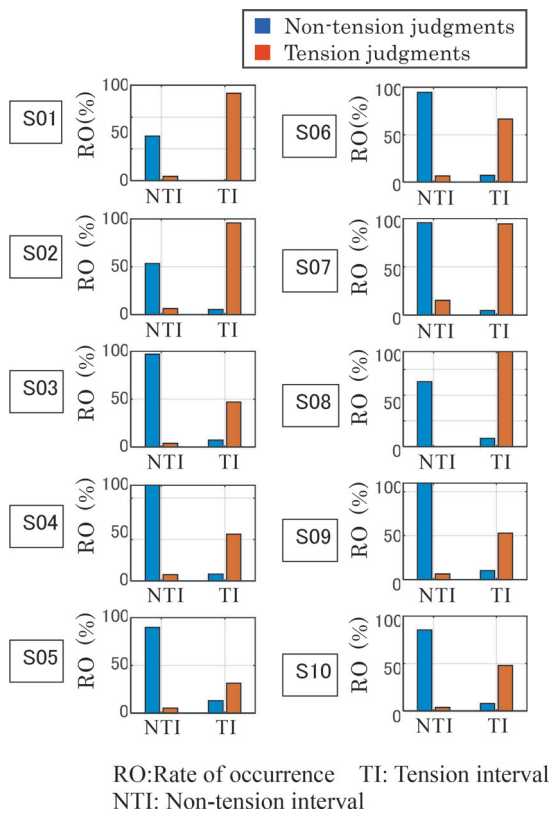 Non-tension judgments
Tension judgments
S01
RO(%)
100
50
0
NTI TI
S06
RO (%)
100
50
0
NTI TI
S02
RO (%)
100
50
0
NTI TI
S07
RO (%)
100
50
0
NTI TI
S03
RO (%)
100
50
0
NTI TI
S08
RO (%)
100
50
0
NTI TI
S04
RO (%)
100
50
0
NTI TI
S09
RO (%)
100
50
0
NTI TI
S05
RO (%)
100
50
0
NTI TI
S10
RO (%)
100
50
0
NTI TI
RO:Rate of occurrence TI: Tension interval
NTI: Non-tension interval